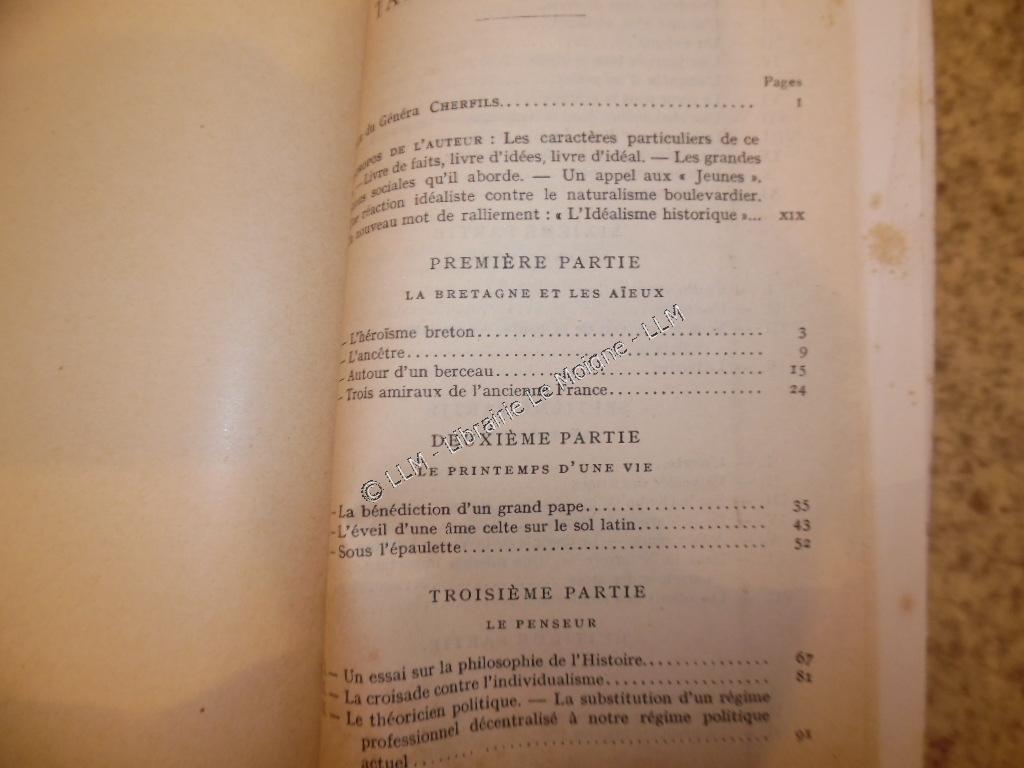 TA
Pages
du Généra CHERFILS.............................. 1
DE L'AUTEUR : Les caractères particuliers de ce
— Livre de faits, livre d'idées, livre d'idéal. — Les grandes
sociales qu'il aborde. — Un appel aux « Jeunes ».
réaction idéaliste contre le naturalisme boulevardier.
nouveau mot de ralliement : « L'Idéalisme historique »... XIX
PREMIÈRE PARTIE
LA BRETAGNE ET LES AÏEUX
- L'héroïsme breton.................................. 3
- L'ancêtre.......................................... 9
- Autour d'un berceau................................ 15
- Trois amiraux de l'ancienne France................. 24
DEUXIÈME PARTIE
LE PRINTEMPS D'UNE VIE
- La bénédiction d'un grand pape..................... 35
- L'éveil d'une âme celte sur le sol latin............ 43
- Sous l'épaulette................................... 52
TROISIÈME PARTIE
LE PENSEUR
- Un essai sur la philosophie de l'Histoire........... 67
- La croisade contre l'individualisme................. 81
- Le théoricien politique. — La substitution d'un régime
professionnel décentralisé à notre régime politique
actuel.............................................. 91
© LLM - Librairie Le Moigne - LLM